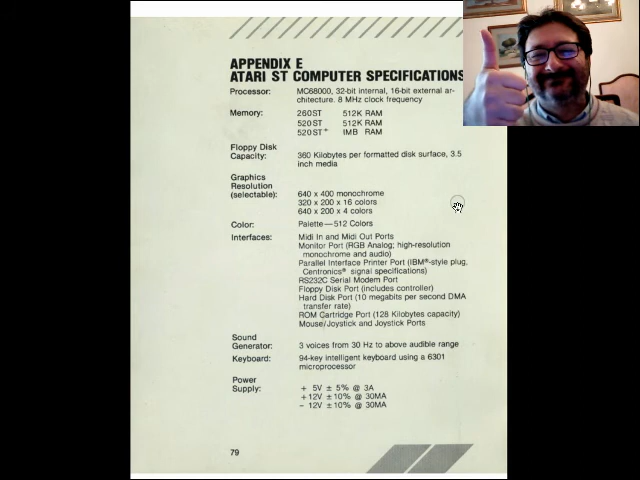 APPENDIX E
ATARI ST COMPUTER SPECIFICATIONS
Processor: MC68000, 32-bit internal, 16-bit external ar-
chitecture. 8 MHz clock frequency
Memory: 260ST 512K RAM
520ST 512K RAM
520ST+ IMB RAM
Floppy Disk
Capacity: 360 Kilobytes per formatted disk surface, 3.5
inch media
Graphics
Resolution
(selectable): 640 x 400 monochrome
320 x 200 x 16 colors
640 x 200 x 4 colors
Color: Palette—512 Colors
Interfaces: Midi In and Midi Out Ports
Monitor Port (RGB Analog; high-resolution
monochrome and audio)
Parallel Interface Printer Port (IBM®-style plug,
Centronics® signal specifications)
RS232C Serial Modem Port
Floppy Disk Port (includes controller)
Hard Disk Port (10 megabits per second DMA
transfer rate)
ROM Cartridge Port (128 Kilobytes capacity)
Mouse/Joystick and Joystick Ports
Sound
Generator: 3 voices from 30 Hz to above audible range
Keyboard: 94-key intelligent keyboard using a 6301
microprocessor
Power
Supply: + 5V ± 5% @ 3A
+12V ±10% @ 30MA
− 12V ±10% @ 30MA
79